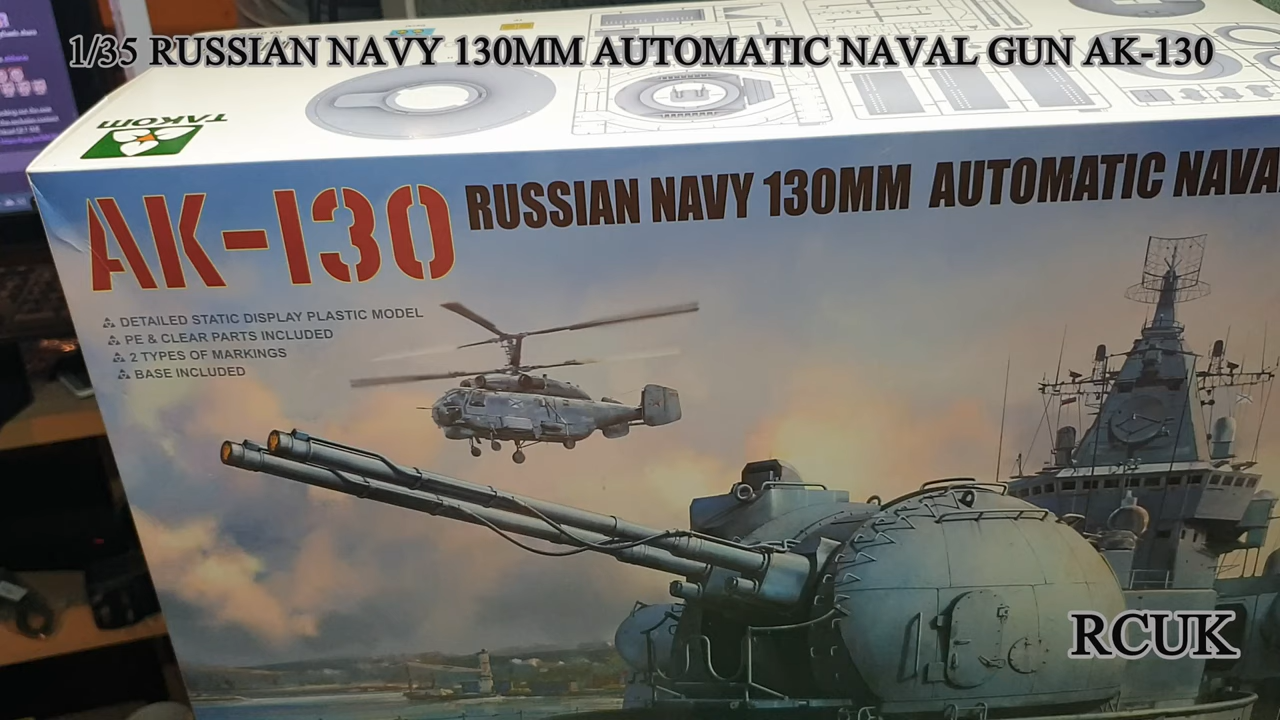 1/35 RUSSIAN NAVY 130MM AUTOMATIC NAVAL GUN AK-130
TAKOM
AK-130
RUSSIAN NAVY 130MM AUTOMATIC NAVA
DETAILED STATIC DISPLAY PLASTIC MODEL
PE & CLEAR PARTS INCLUDED
2 TYPES OF MARKINGS
BASE INCLUDED
RCUK